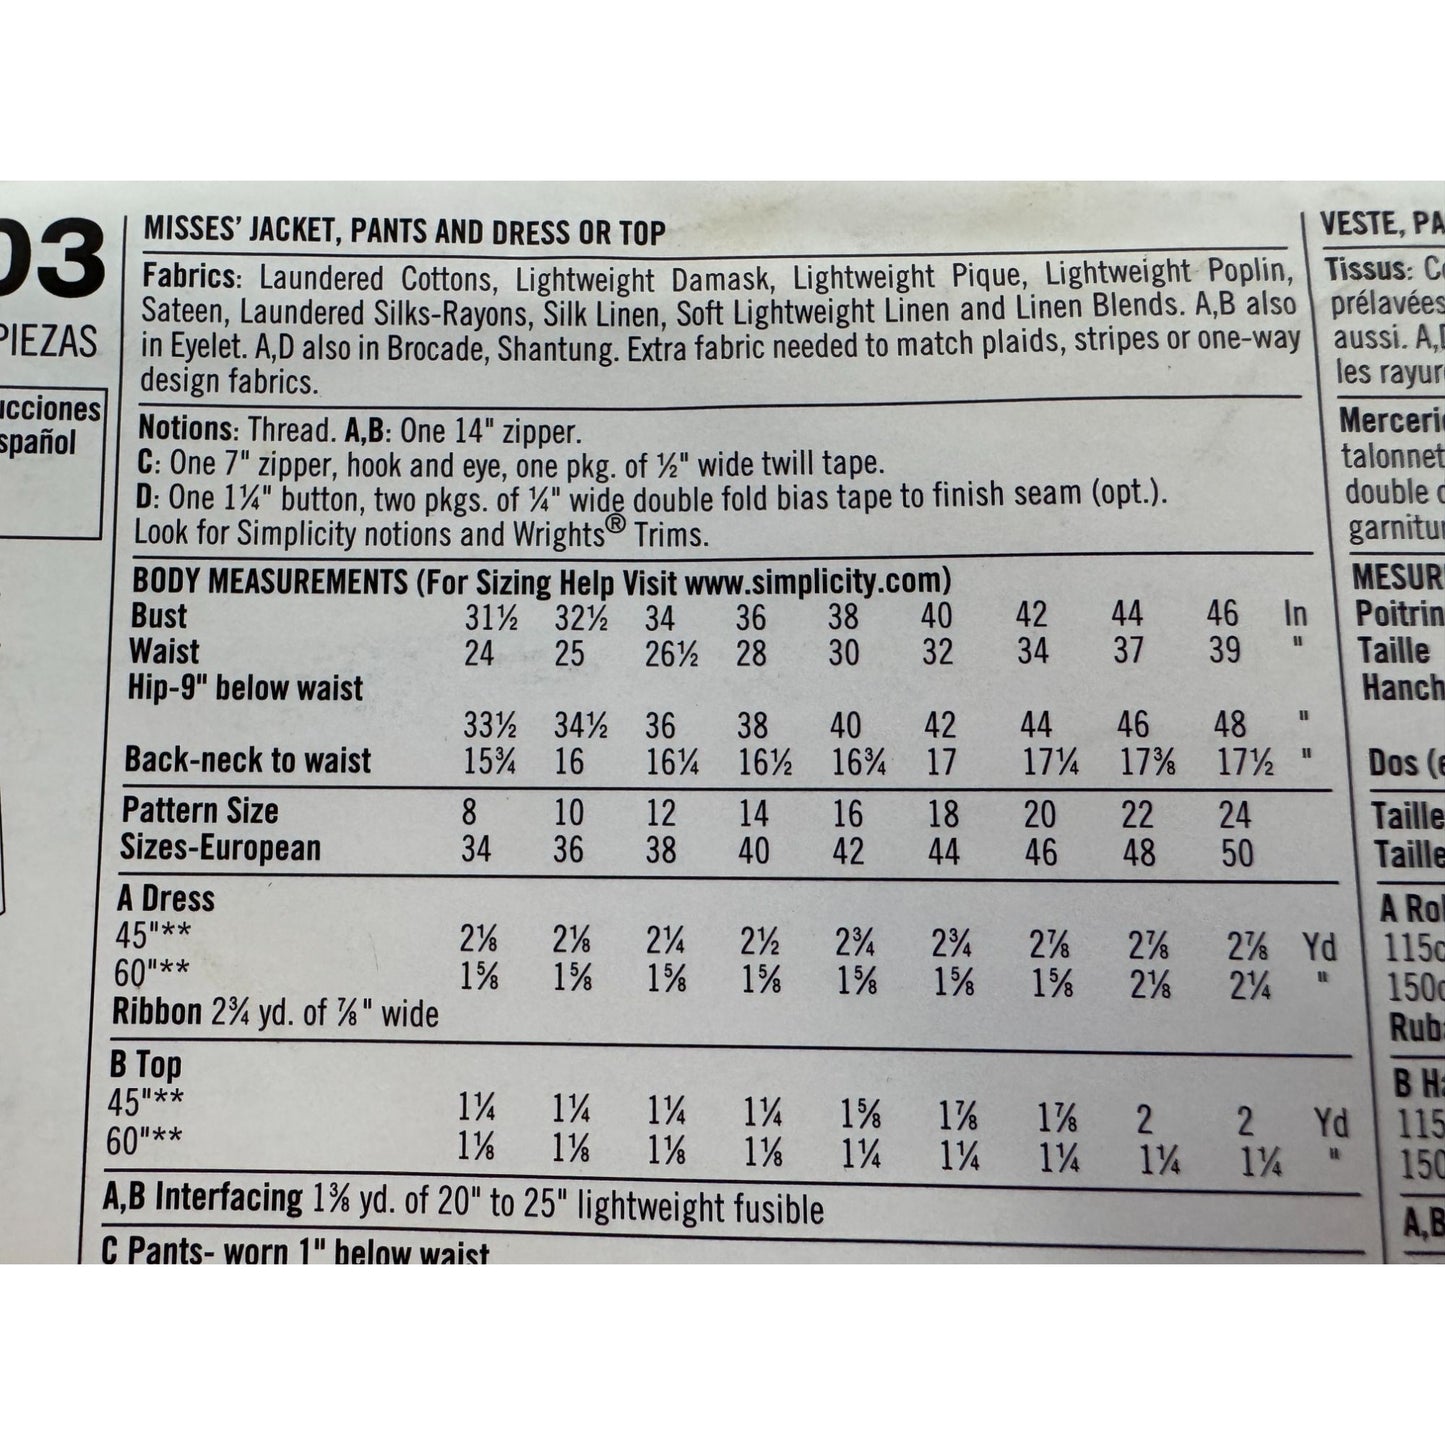 03
PIEZAS
ucciones
spañol
MISSES' JACKET, PANTS AND DRESS OR TOP
Fabrics: Laundered Cottons, Lightweight Damask, Lightweight Pique, Lightweight Poplin,
Sateen, Laundered Silks-Rayons, Silk Linen, Soft Lightweight Linen and Linen Blends. A,B also
in Eyelet. A,D also in Brocade, Shantung. Extra fabric needed to match plaids, stripes or one-way
design fabrics.
Notions: Thread. A,B: One 14" zipper.
C: One 7" zipper, hook and eye, one pkg. of ½" wide twill tape.
D: One 1¼" button, two pkgs. of ¼" wide double fold bias tape to finish seam (opt.).
Look for Simplicity notions and Wrights® Trims.
BODY MEASUREMENTS (For Sizing Help Visit www.simplicity.com)
Bust 31½ 32½ 34 36 38 40 42 44 46 In
Waist 24 25 26½ 28 30 32 34 37 39 "
Hip-9" below waist
33½ 34½ 36 38 40 42 44 46 48 "
Back-neck to waist 15¾ 16 16¼ 16½ 16¾ 17 17¼ 17⅜ 17½ "
Pattern Size 8 10 12 14 16 18 20 22 24
Sizes-European 34 36 38 40 42 44 46 48 50
A Dress
45"** 2⅛ 2⅛ 2¼ 2½ 2¾ 2¾ 2⅞ 2⅞ 2⅞ Yd
60"** 1⅝ 1⅝ 1⅝ 1⅝ 1⅝ 1⅝ 1⅝ 2⅛ 2¼ "
Ribbon 2¾ yd. of ⅞" wide
B Top
45"** 1¼ 1¼ 1¼ 1¼ 1⅝ 1⅞ 1⅞ 2 2 Yd
60"** 1⅛ 1⅛ 1⅛ 1⅛ 1¼ 1¼ 1¼ 1¼ 1¼ "
A,B Interfacing 1⅜ yd. of 20" to 25" lightweight fusible
C Pants- worn 1" below waist
VESTE, PA
Tissus: Co
prélavées
aussi. A,
les rayur
Mercerie
talonnet
double
garnitur
MESUR
Poitrin
Taille
Hanch
Dos (e
Taille
Taille
A Ro
115c
150c
Rub
B Ha
115
150
A,B